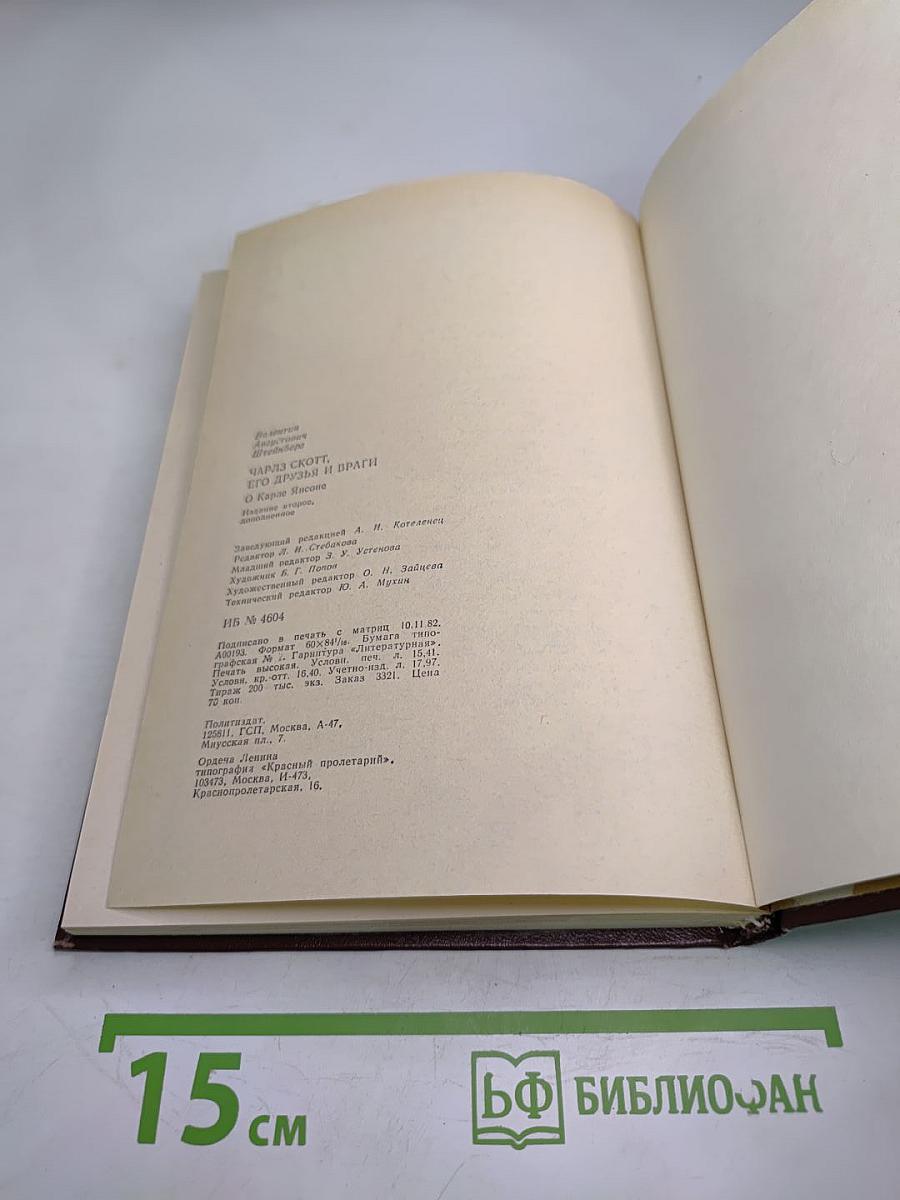 Валентин
Августович
Штейнберг
ЧАРЛЗ СКОТТ,
ЕГО ДРУЗЬЯ И ВРАГИ
О Карле Янсоне
Издание второе,
дополненное
Заведующий редакцией А. И. Котеленец
Редактор Л. И. Стебакова
Младший редактор З. У. Устенова
Художник Б. Г. Попов
Художественный редактор О. Н. Зайцева
Технический редактор Ю. А. Мухин
ИБ № 4604
Подписано в печать с матриц 10.11.82.
А00193. Формат 60×84¹/₁₆. Бумага типо-
графская № Гарнитура «Литературная».
Печать высокая. Условн. печ. л. 15,41.
Условн. кр.-отт. 16,40. Учетно-изд. л. 17,97.
Тираж 200 тыс. экз. Заказ 3321. Цена
70 коп.
Политиздат,
125811, ГСП, Москва, А-47,
Миусская пл., 7.
Ордена Ленина
типография «Красный пролетарий».
103473, Москва, И-473,
Краснопролетарская, 16.
15 см
БФ БИБЛИОФАН